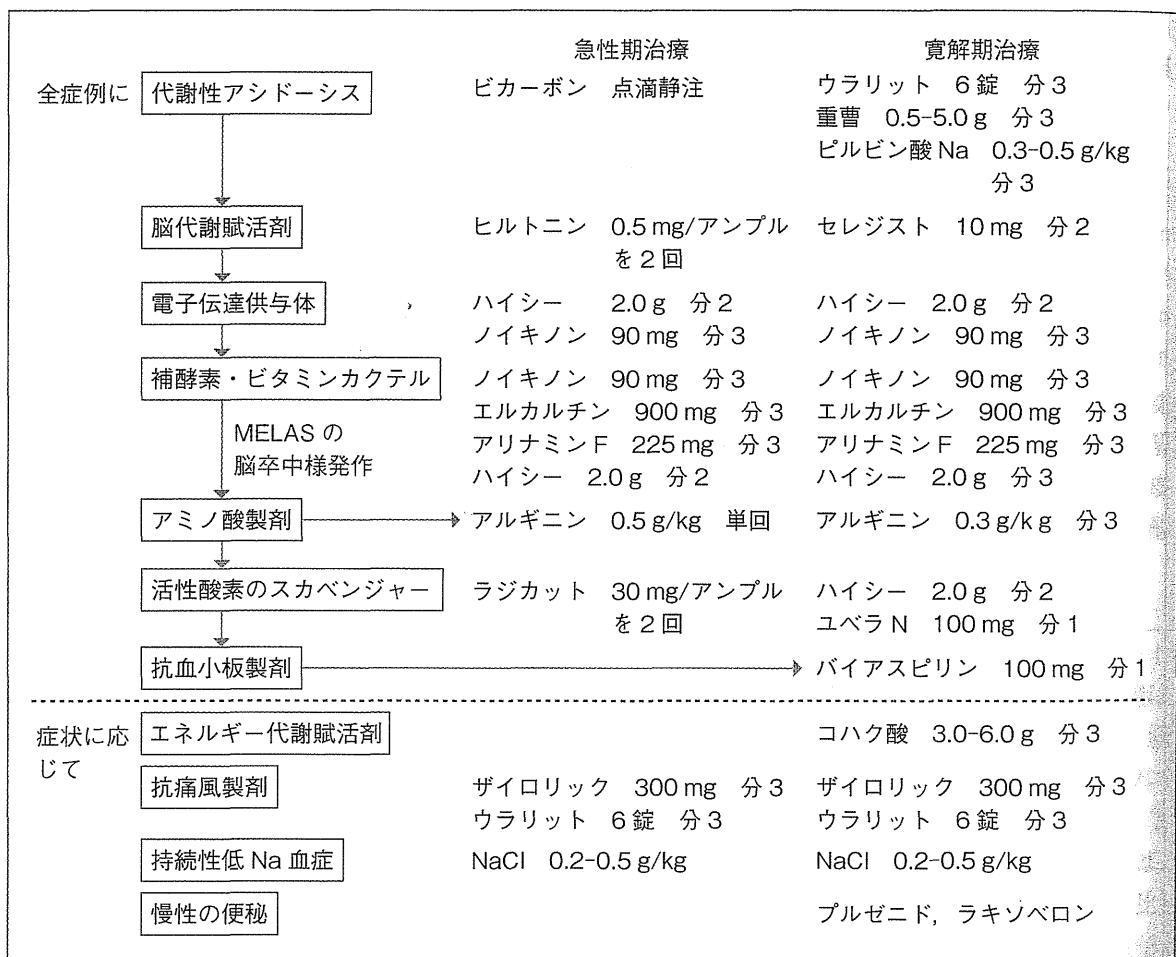 急性期治療 寛解期治療
全症例に 代謝性アシドーシス ビカーボン 点滴静注 ウラリット 6錠 分3
重曹 0.5-5.0 g 分3
ピルビン酸 Na 0.3-0.5 g/kg
分3
脳代謝賦活剤 ヒルトニン 0.5 mg/アンプル セレジスト 10 mg 分2
を2回
電子伝達供与体 ハイシー 2.0 g 分2 ハイシー 2.0 g 分2
ノイキノン 90 mg 分3 ノイキノン 90 mg 分3
補酵素・ビタミンカクテル ノイキノン 90 mg 分3 ノイキノン 90 mg 分3
エルカルチン 900 mg 分3 エルカルチン 900 mg 分3
MELAS の アリナミンF 225 mg 分3 アリナミンF 225 mg 分3
脳卒中様発作 ハイシー 2.0 g 分2 ハイシー 2.0 g 分3
アミノ酸製剤 アルギニン 0.5 g/kg 単回 アルギニン 0.3 g/k g 分3
活性酸素のスカベンジャー ラジカット 30 mg/アンプル ハイシー 2.0 g 分2
を2回 ユベラN 100 mg 分1
抗血小板製剤 バイアスピリン 100 mg 分1
症状に応 エネルギー代謝賦活剤 コハク酸 3.0-6.0 g 分3
じて
抗痛風製剤 ザイロリック 300 mg 分3 ザイロリック 300 mg 分3
ウラリット 6錠 分3 ウラリット 6錠 分3
持続性低 Na 血症 NaCl 0.2-0.5 g/kg NaCl 0.2-0.5 g/kg
慢性の便秘 プルゼニド，ラキソベロン